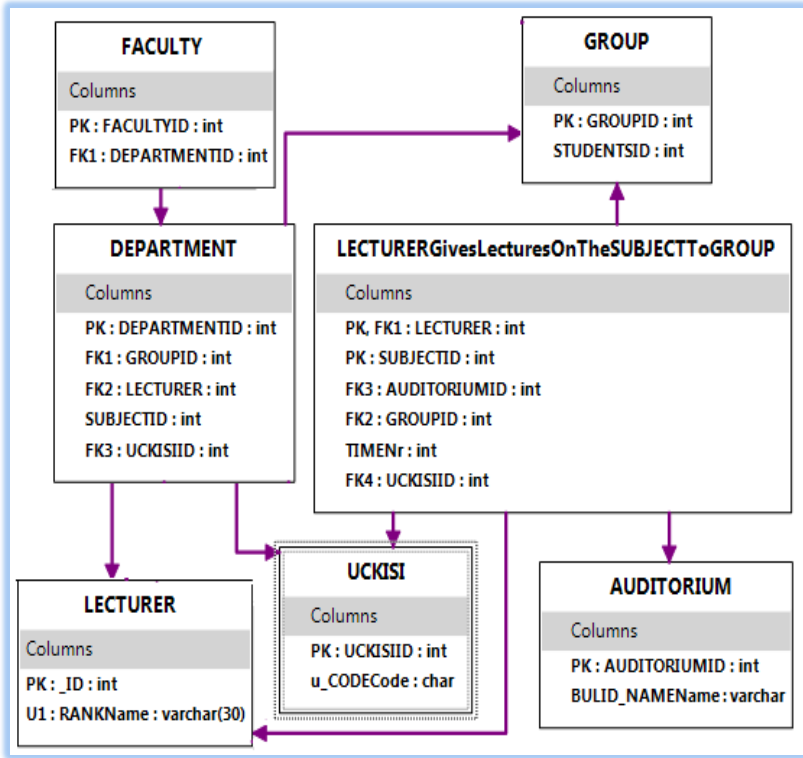 FACULTY
Columns
PK : FACULTYID : int
FK1 : DEPARTMENTID : int
GROUP
Columns
PK : GROUPID : int
STUDENTSID : int
DEPARTMENT
Columns
PK : DEPARTMENTID : int
FK1 : GROUPID : int
FK2 : LECTURER : int
SUBJECTID : int
FK3 : UCKISIID : int
LECTURERGivesLecturesOnTheSUBJECTToGROUP
Columns
PK, FK1 : LECTURER : int
PK : SUBJECTID : int
FK3 : AUDITORIUMID : int
FK2 : GROUPID : int
TIMENr : int
FK4 : UCKISIID : int
LECTURER
Columns
PK : _ID : int
U1 : RANKName : varchar(30)
UCKISI
Columns
PK : UCKISIID : int
u_CODECode : char
AUDITORIUM
Columns
PK : AUDITORIUMID : int
BULID_NAMEName : varchar